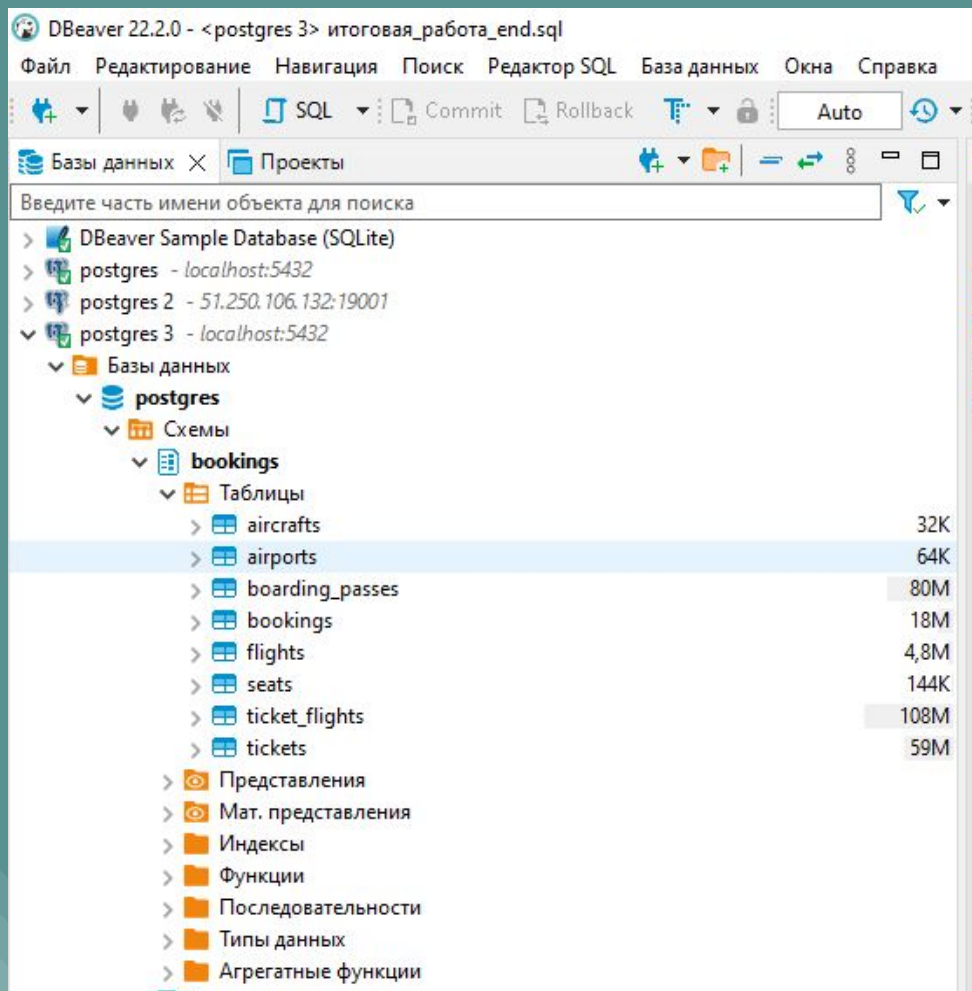 DBeaver 22.2.0 - <postgres 3> итоговая_работа_end.sql
Файл Редактирование Навигация Поиск Редактор SQL База данных Окна Справка
SQL Commit Rollback Auto
Базы данных Проекты
Введите часть имени объекта для поиска
DBeaver Sample Database (SQLite)
postgres - localhost:5432
postgres 2 - 51.250.106.132:19001
postgres 3 - localhost:5432
Базы данных
postgres
Схемы
bookings
Таблицы
aircrafts 32K
airports 64K
boarding_passes 80M
bookings 18M
flights 4,8M
seats 144K
ticket_flights 108M
tickets 59M
Представления
Мат. представления
Индексы
Функции
Последовательности
Типы данных
Агрегатные функции